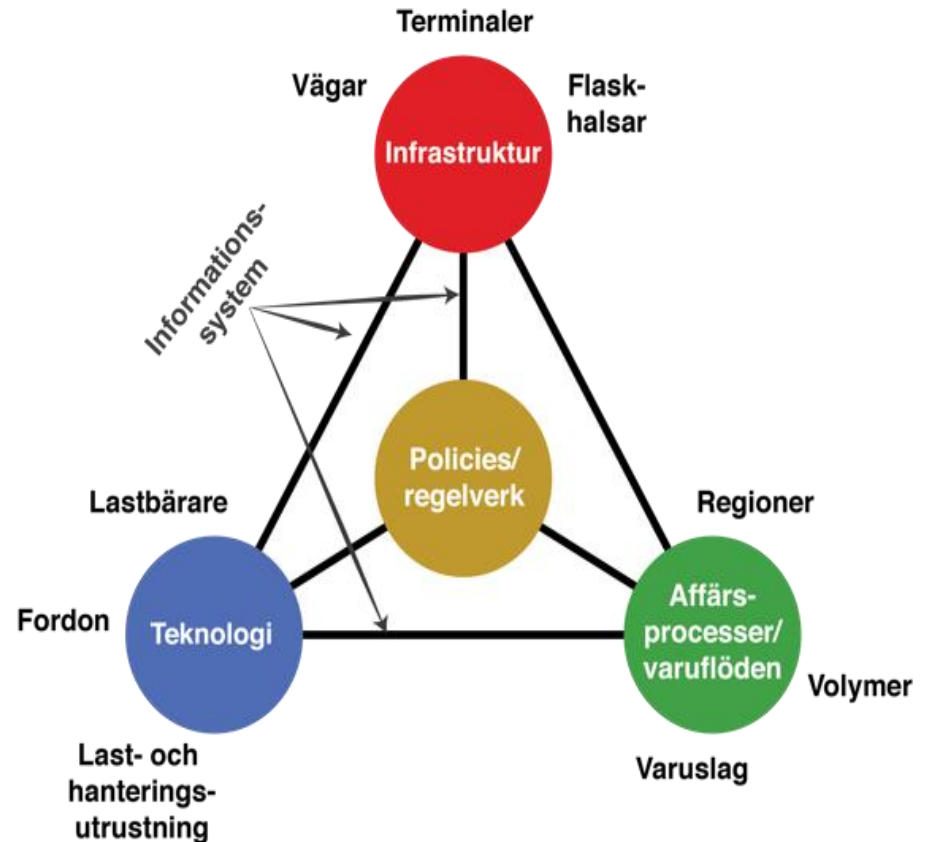 Terminaler
Vägar
Flask-
halsar
Infrastruktur
Informations-
system
Policies/
regelverk
Lastbärare
Regioner
Fordon
Teknologi
Affärs-
processer/
varuflöden
Volymer
Last- och
hanterings-
utrustning
Varuslag